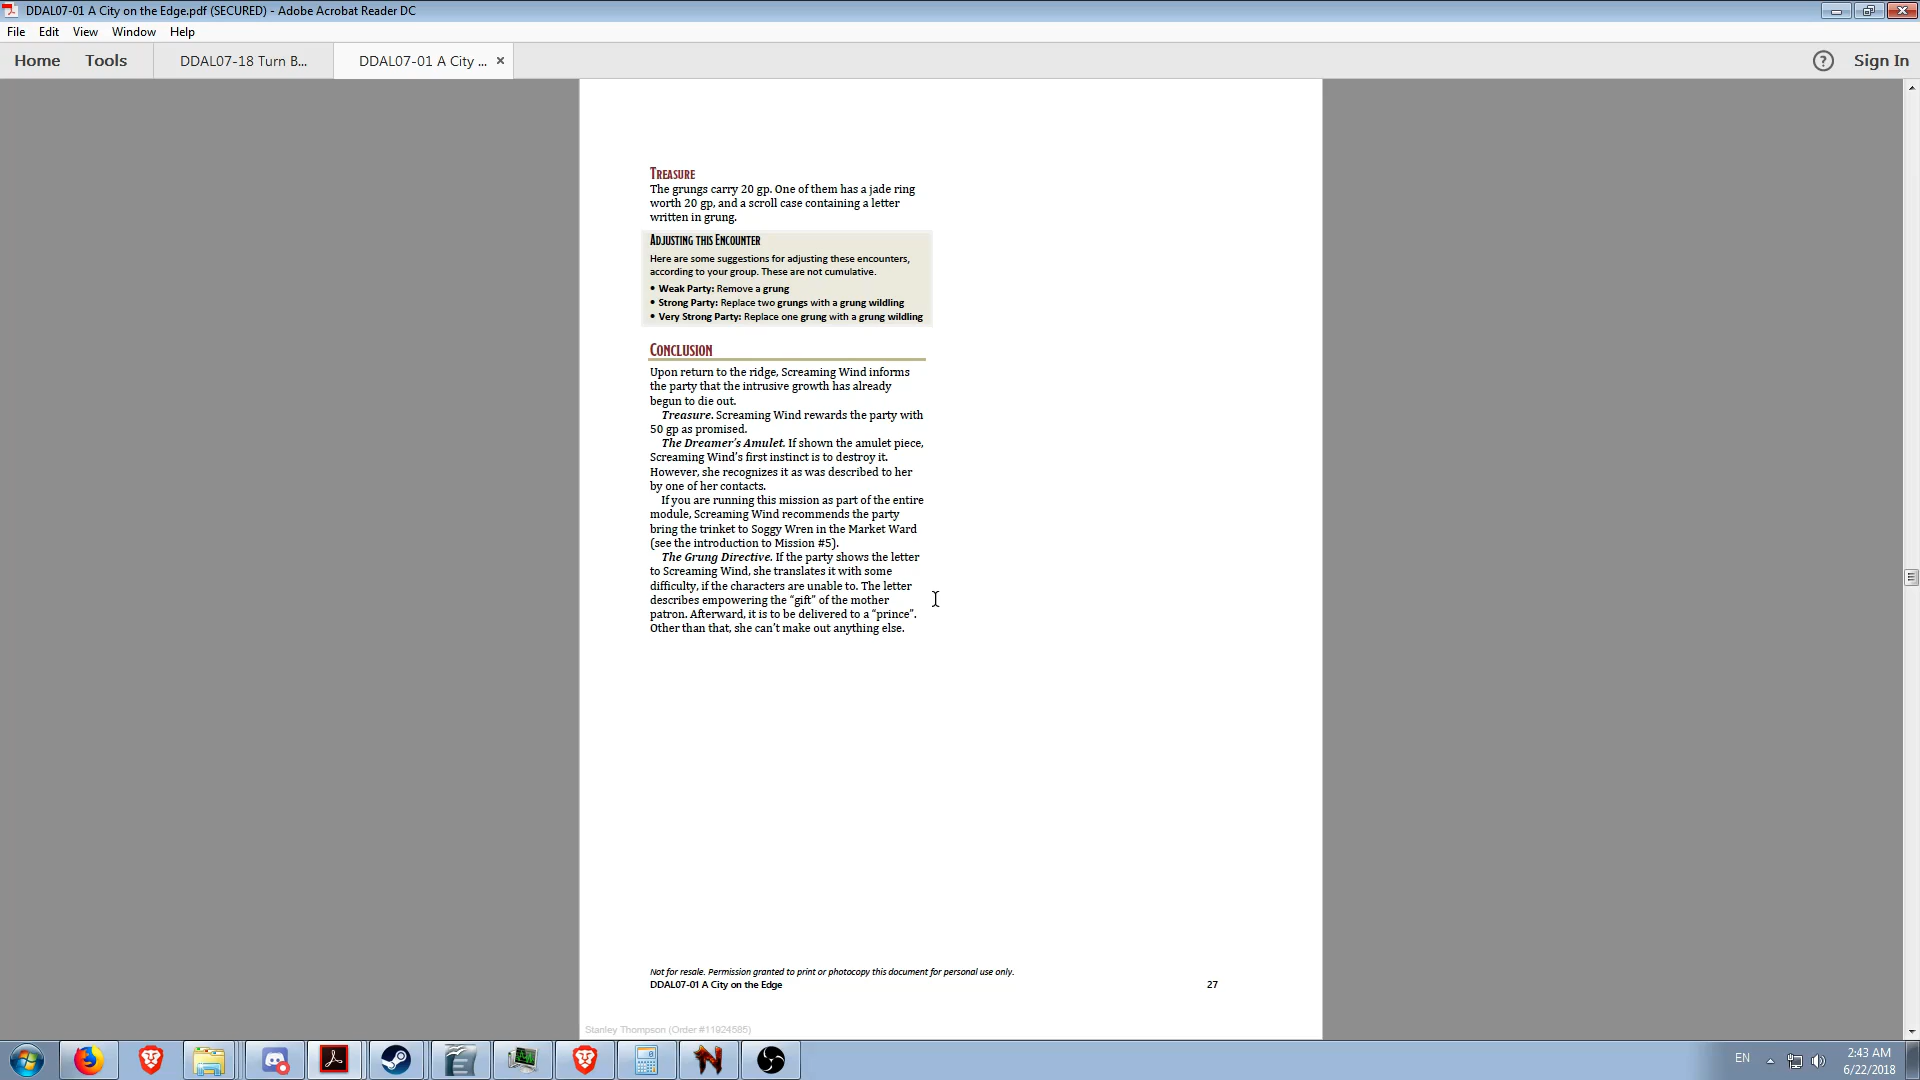 DDAL07-01 A City on the Edge.pdf (SECURED) - Adobe Acrobat Reader DC
File Edit View Window Help
Home Tools DDAL07-18 Turn B... DDAL07-01 A City ... × ? Sign In
TREASURE
The grungs carry 20 gp. One of them has a jade ring
worth 20 gp, and a scroll case containing a letter
written in grung.
ADJUSTING THIS ENCOUNTER
Here are some suggestions for adjusting these encounters,
according to your group. These are not cumulative.
• Weak Party: Remove a grung
• Strong Party: Replace two grungs with a grung wildling
• Very Strong Party: Replace one grung with a grung wildling
CONCLUSION
Upon return to the ridge, Screaming Wind informs
the party that the intrusive growth has already
begun to die out.
Treasure. Screaming Wind rewards the party with
50 gp as promised.
The Dreamer's Amulet. If shown the amulet piece,
Screaming Wind's first instinct is to destroy it.
However, she recognizes it as was described to her
by one of her contacts.
If you are running this mission as part of the entire
module, Screaming Wind recommends the party
bring the trinket to Soggy Wren in the Market Ward
(see the introduction to Mission #5).
The Grung Directive. If the party shows the letter
to Screaming Wind, she translates it with some
difficulty, if the characters are unable to. The letter
describes empowering the “gift” of the mother
patron. Afterward, it is to be delivered to a “prince”.
Other than that, she can't make out anything else.
Not for resale. Permission granted to print or photocopy this document for personal use only.
DDAL07-01 A City on the Edge 27
Stanley Thompson (Order #11924585)
EN 2:43 AM
6/22/2018